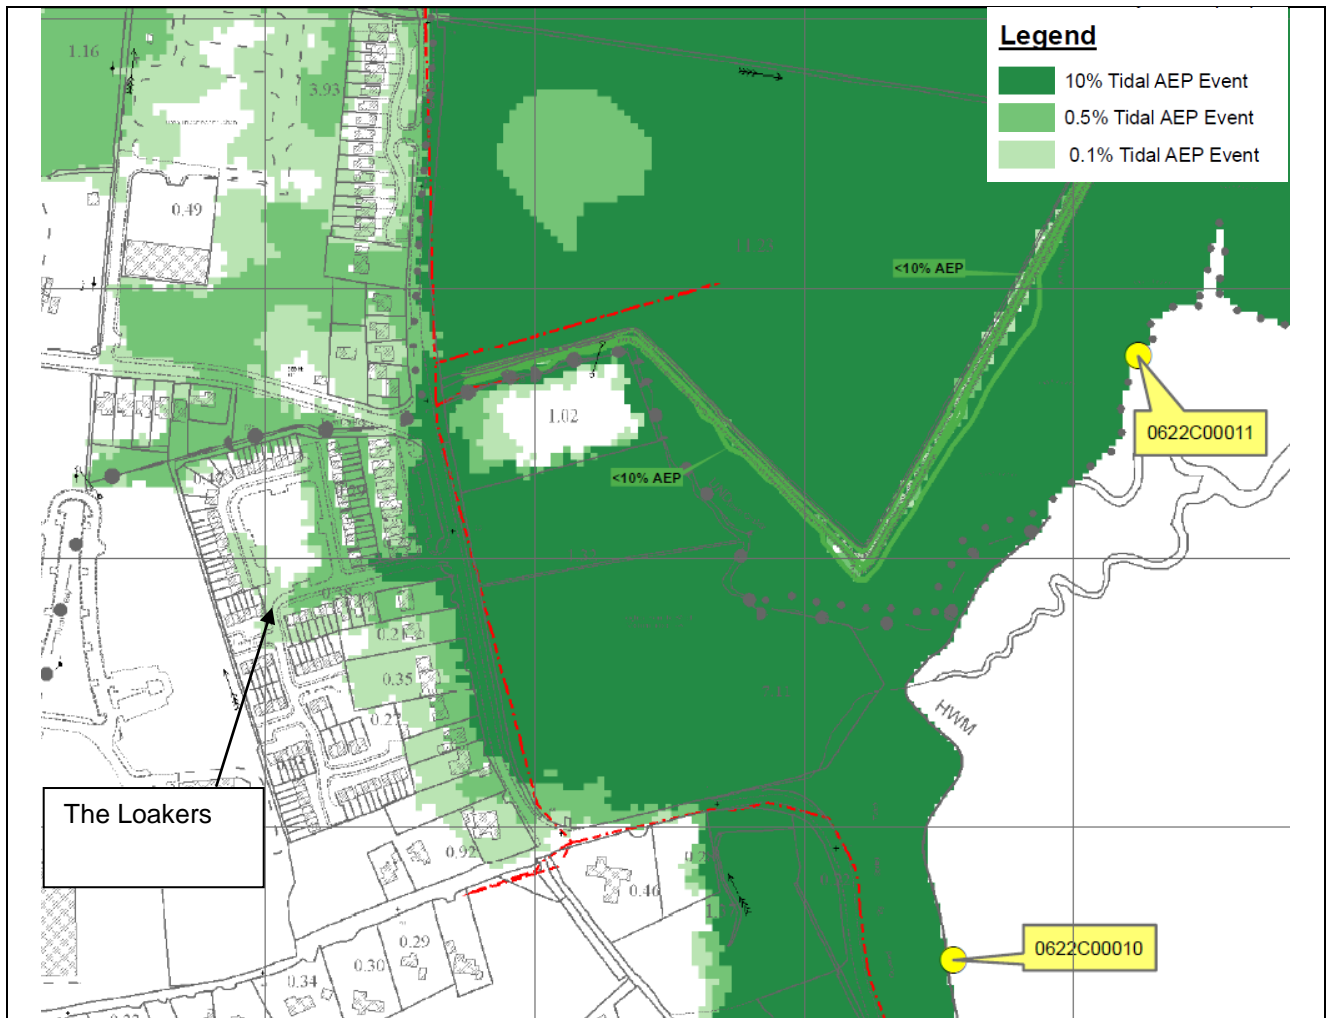 Legend
10% Tidal AEP Event
0.5% Tidal AEP Event
0.1% Tidal AEP Event
1.16
3.93
0.49
<10% AEP
1.02
0622C00011
<10% AEP
0.21
0.35
HWM
The Loakers
0.92
0.46
0.29
0.30
0.34
0622C00010